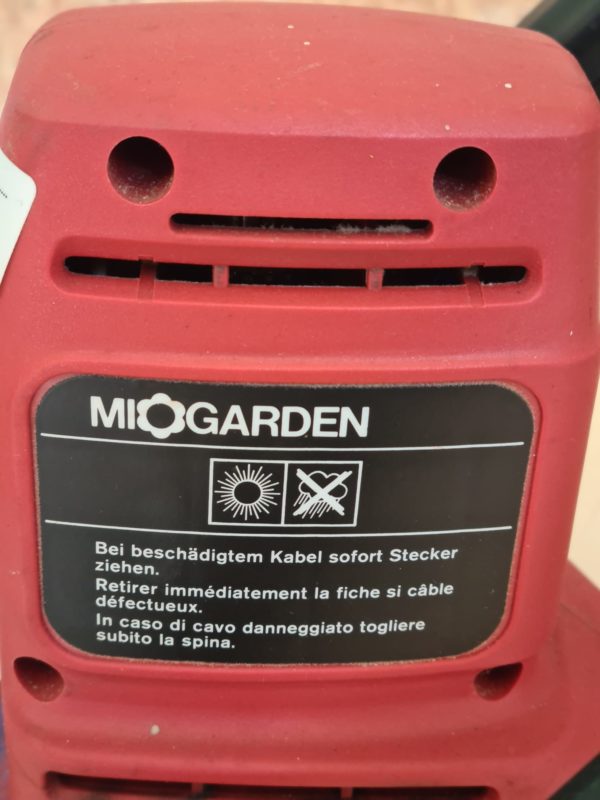 MIOGARDEN
Bei beschädigtem Kabel sofort Stecker
ziehen.
Retirer immédiatement la fiche si câble
défectueux.
In caso di cavo danneggiato togliere
subito la spina.